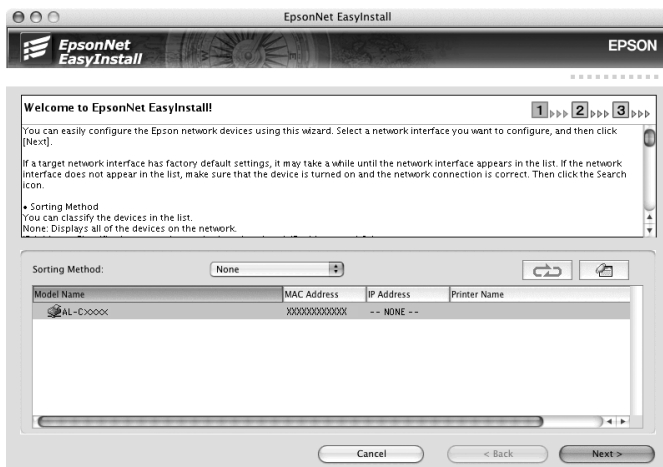 EpsonNet EasyInstall
EpsonNet
EasyInstall
EPSON
Welcome to EpsonNet EasyInstall!
1 2 3
You can easily configure the Epson network devices using this wizard. Select a network interface you want to configure, and then click
[Next].
If a target network interface has factory default settings, it may take a while until the network interface appears in the list. If the network
interface does not appear in the list, make sure that the device is turned on and the network connection is correct. Then click the Search
icon.
• Sorting Method
You can classify the devices in the list.
None: Displays all of the devices on the network.
Sorting Method: None
Model Name MAC Address IP Address Printer Name
AL-CXXXX XXXXXXXXXXXX -- NONE --
Cancel < Back Next >